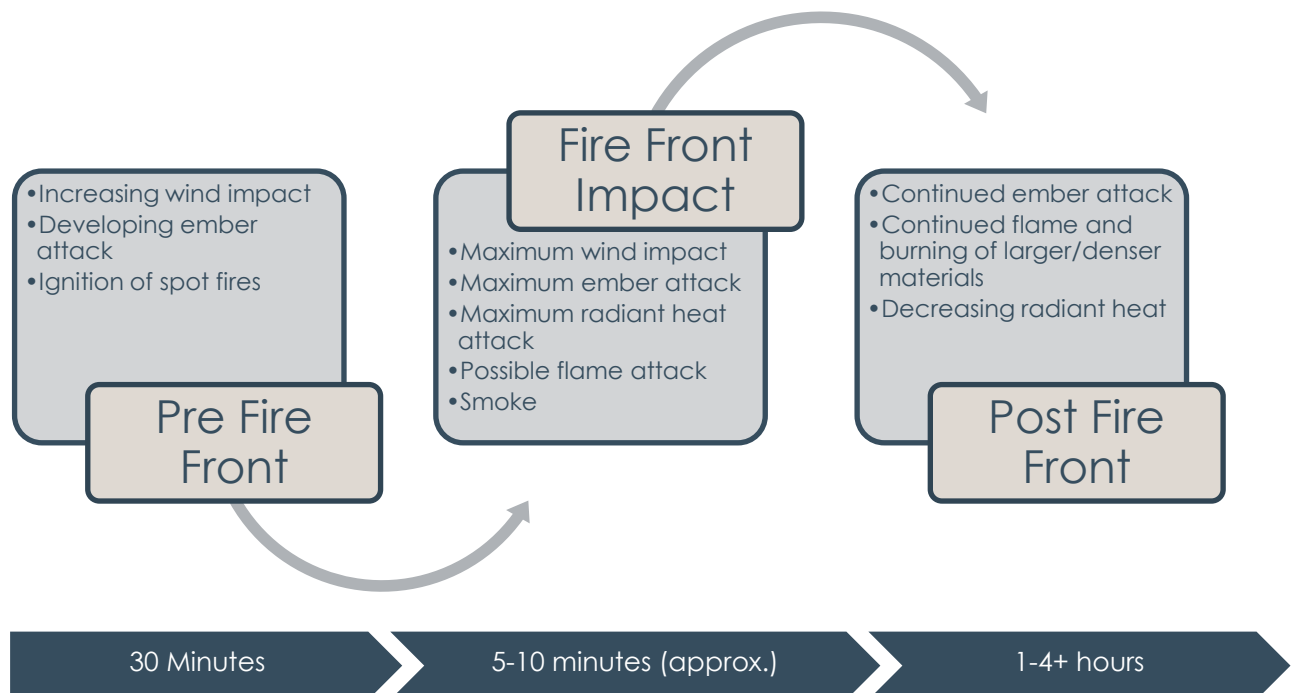 •Increasing wind impact
•Developing ember
attack
•Ignition of spot fires
Pre Fire
Front
Fire Front
Impact
•Maximum wind impact
•Maximum ember attack
•Maximum radiant heat
attack
•Possible flame attack
•Smoke
•Continued ember attack
•Continued flame and
burning of larger/denser
materials
•Decreasing radiant heat
Post Fire
Front
30 Minutes
5-10 minutes (approx.)
1-4+ hours